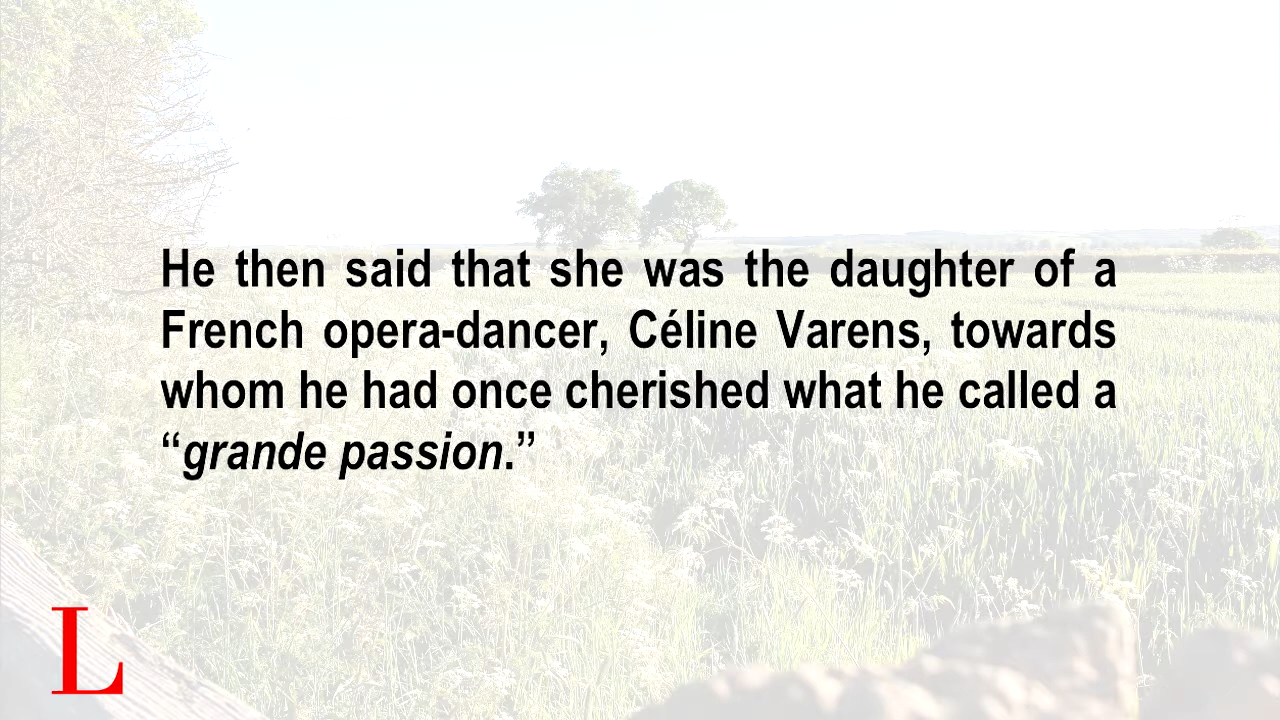 He then said that she was the daughter of a
French opera-dancer, Céline Varens, towards
whom he had once cherished what he called a
“grande passion.”
L